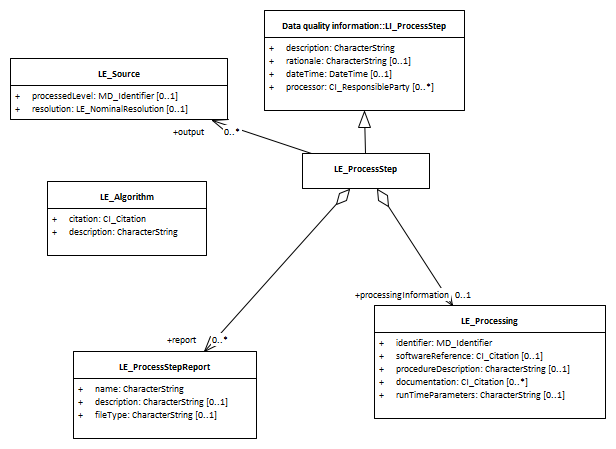 Data quality information::LI_ProcessStep
+ description: CharacterString
+ rationale: CharacterString [0..1]
+ dateTime: DateTime [0..1]
+ processor: CI_ResponsibleParty [0..*]
LE_Source
+ processedLevel: MD_Identifier [0..1]
+ resolution: LE_NominalResolution [0..1]
+output 0..*
LE_ProcessStep
LE_Algorithm
+ citation: CI_Citation
+ description: CharacterString
+processingInformation 0..1
LE_Processing
+ identifier: MD_Identifier
+ softwareReference: CI_Citation [0..1]
+ procedureDescription: CharacterString [0..1]
+ documentation: CI_Citation [0..*]
+ runTimeParameters: CharacterString [0..1]
+report 0..*
LE_ProcessStepReport
+ name: CharacterString
+ description: CharacterString [0..1]
+ fileType: CharacterString [0..1]